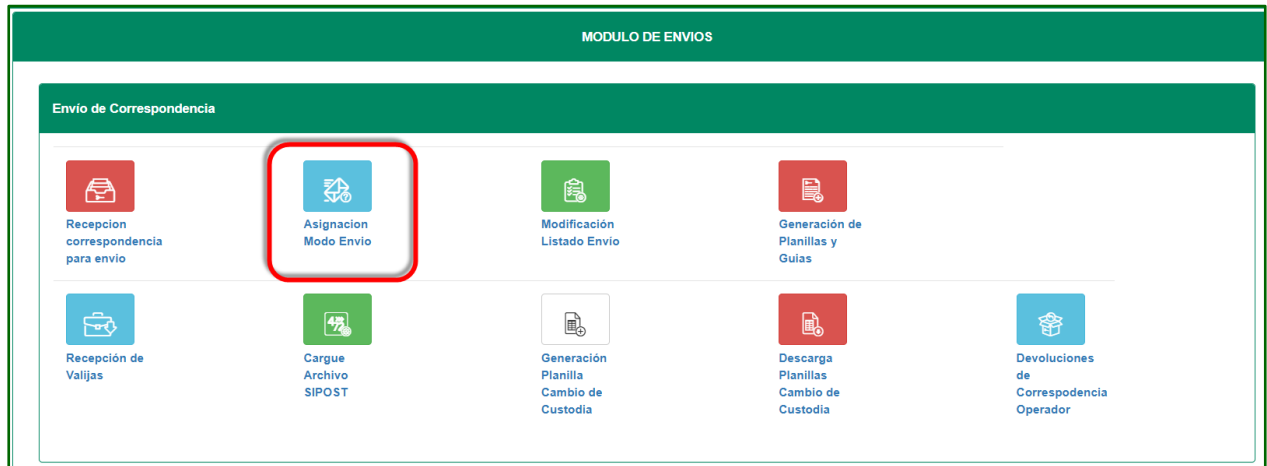 MODULO DE ENVIOS
Envío de Correspondencia
Recepcion
correspondencia
para envio
Asignacion
Modo Envio
Modificación
Listado Envio
Generación de
Planillas y
Guias
Recepción de
Valijas
Cargue
Archivo
SIPOST
Generación
Planilla
Cambio de
Custodia
Descarga
Planillas
Cambio de
Custodia
Devoluciones
de
Correspodencia
Operador